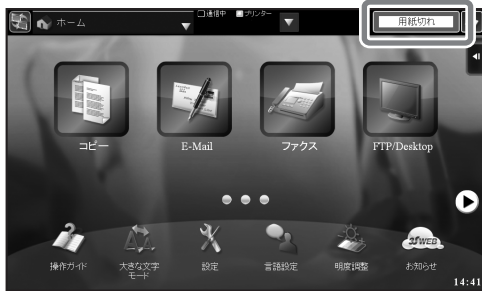 ホーム
通信中
プリンター
用紙切れ
コピー
E-Mail
ファクス
FTP/Desktop
操作ガイド
大きな文字
モード
設定
言語設定
明度調整
お知らせ
14:41